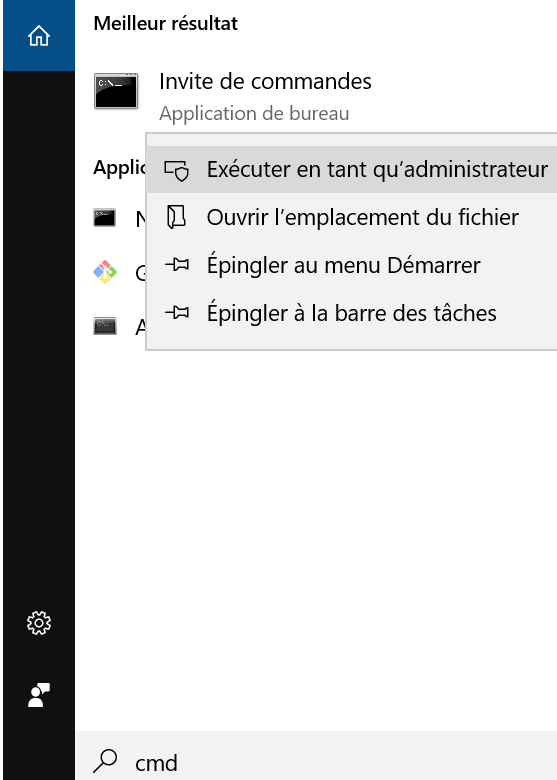 Meilleur résultat
Invite de commandes
Application de bureau
Exécuter en tant qu’administrateur
Ouvrir l’emplacement du fichier
Épingler au menu Démarrer
Épingler à la barre des tâches
cmd